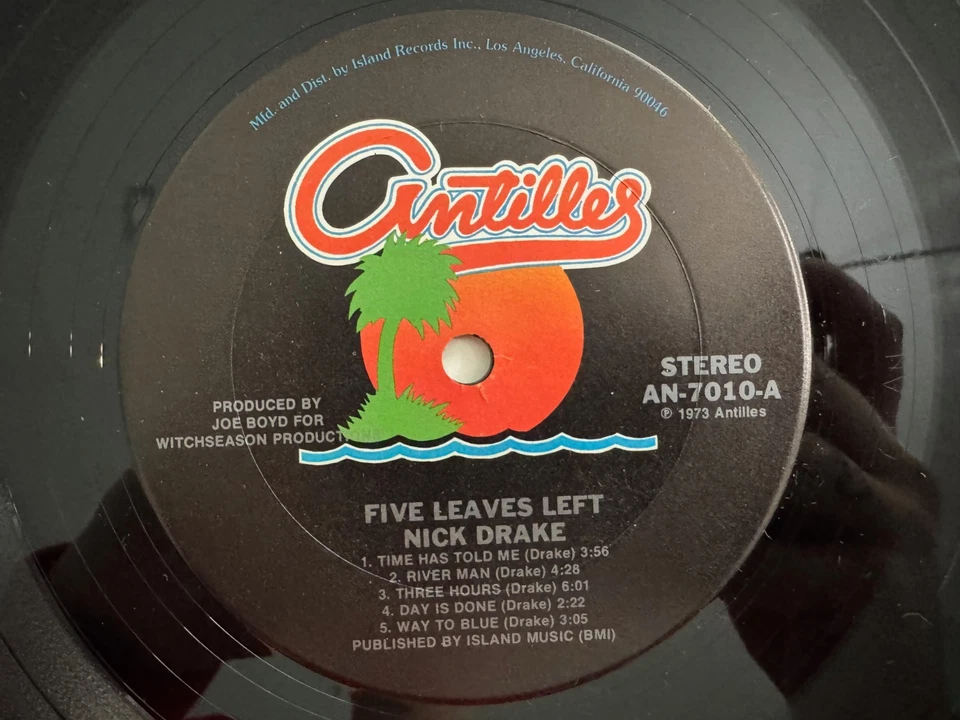 Mfd. and Dist. by Island Records Inc., Los Angeles, California 90046
Antilles
STEREO
AN-7010-A
℗ 1973 Antilles
PRODUCED BY
JOE BOYD FOR
WITCHSEASON PRODUCTIONS
FIVE LEAVES LEFT
NICK DRAKE
1. TIME HAS TOLD ME (Drake) 3:56
2. RIVER MAN (Drake) 4:28
3. THREE HOURS (Drake) 6:01
4. DAY IS DONE (Drake) 2:22
5. WAY TO BLUE (Drake) 3:05
PUBLISHED BY ISLAND MUSIC (BMI)